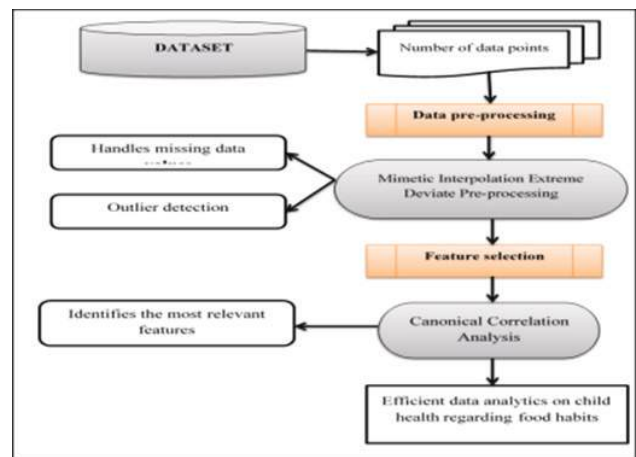 DATASET
Number of data points
Data pre-processing
Handles missing data
Mimetic Interpolation Extreme
Deviate Pre-processing
Outlier detection
Feature selection
Identifies the most relevant
features
Canonical Correlation
Analysis
Efficient data analytics on child
health regarding food habits